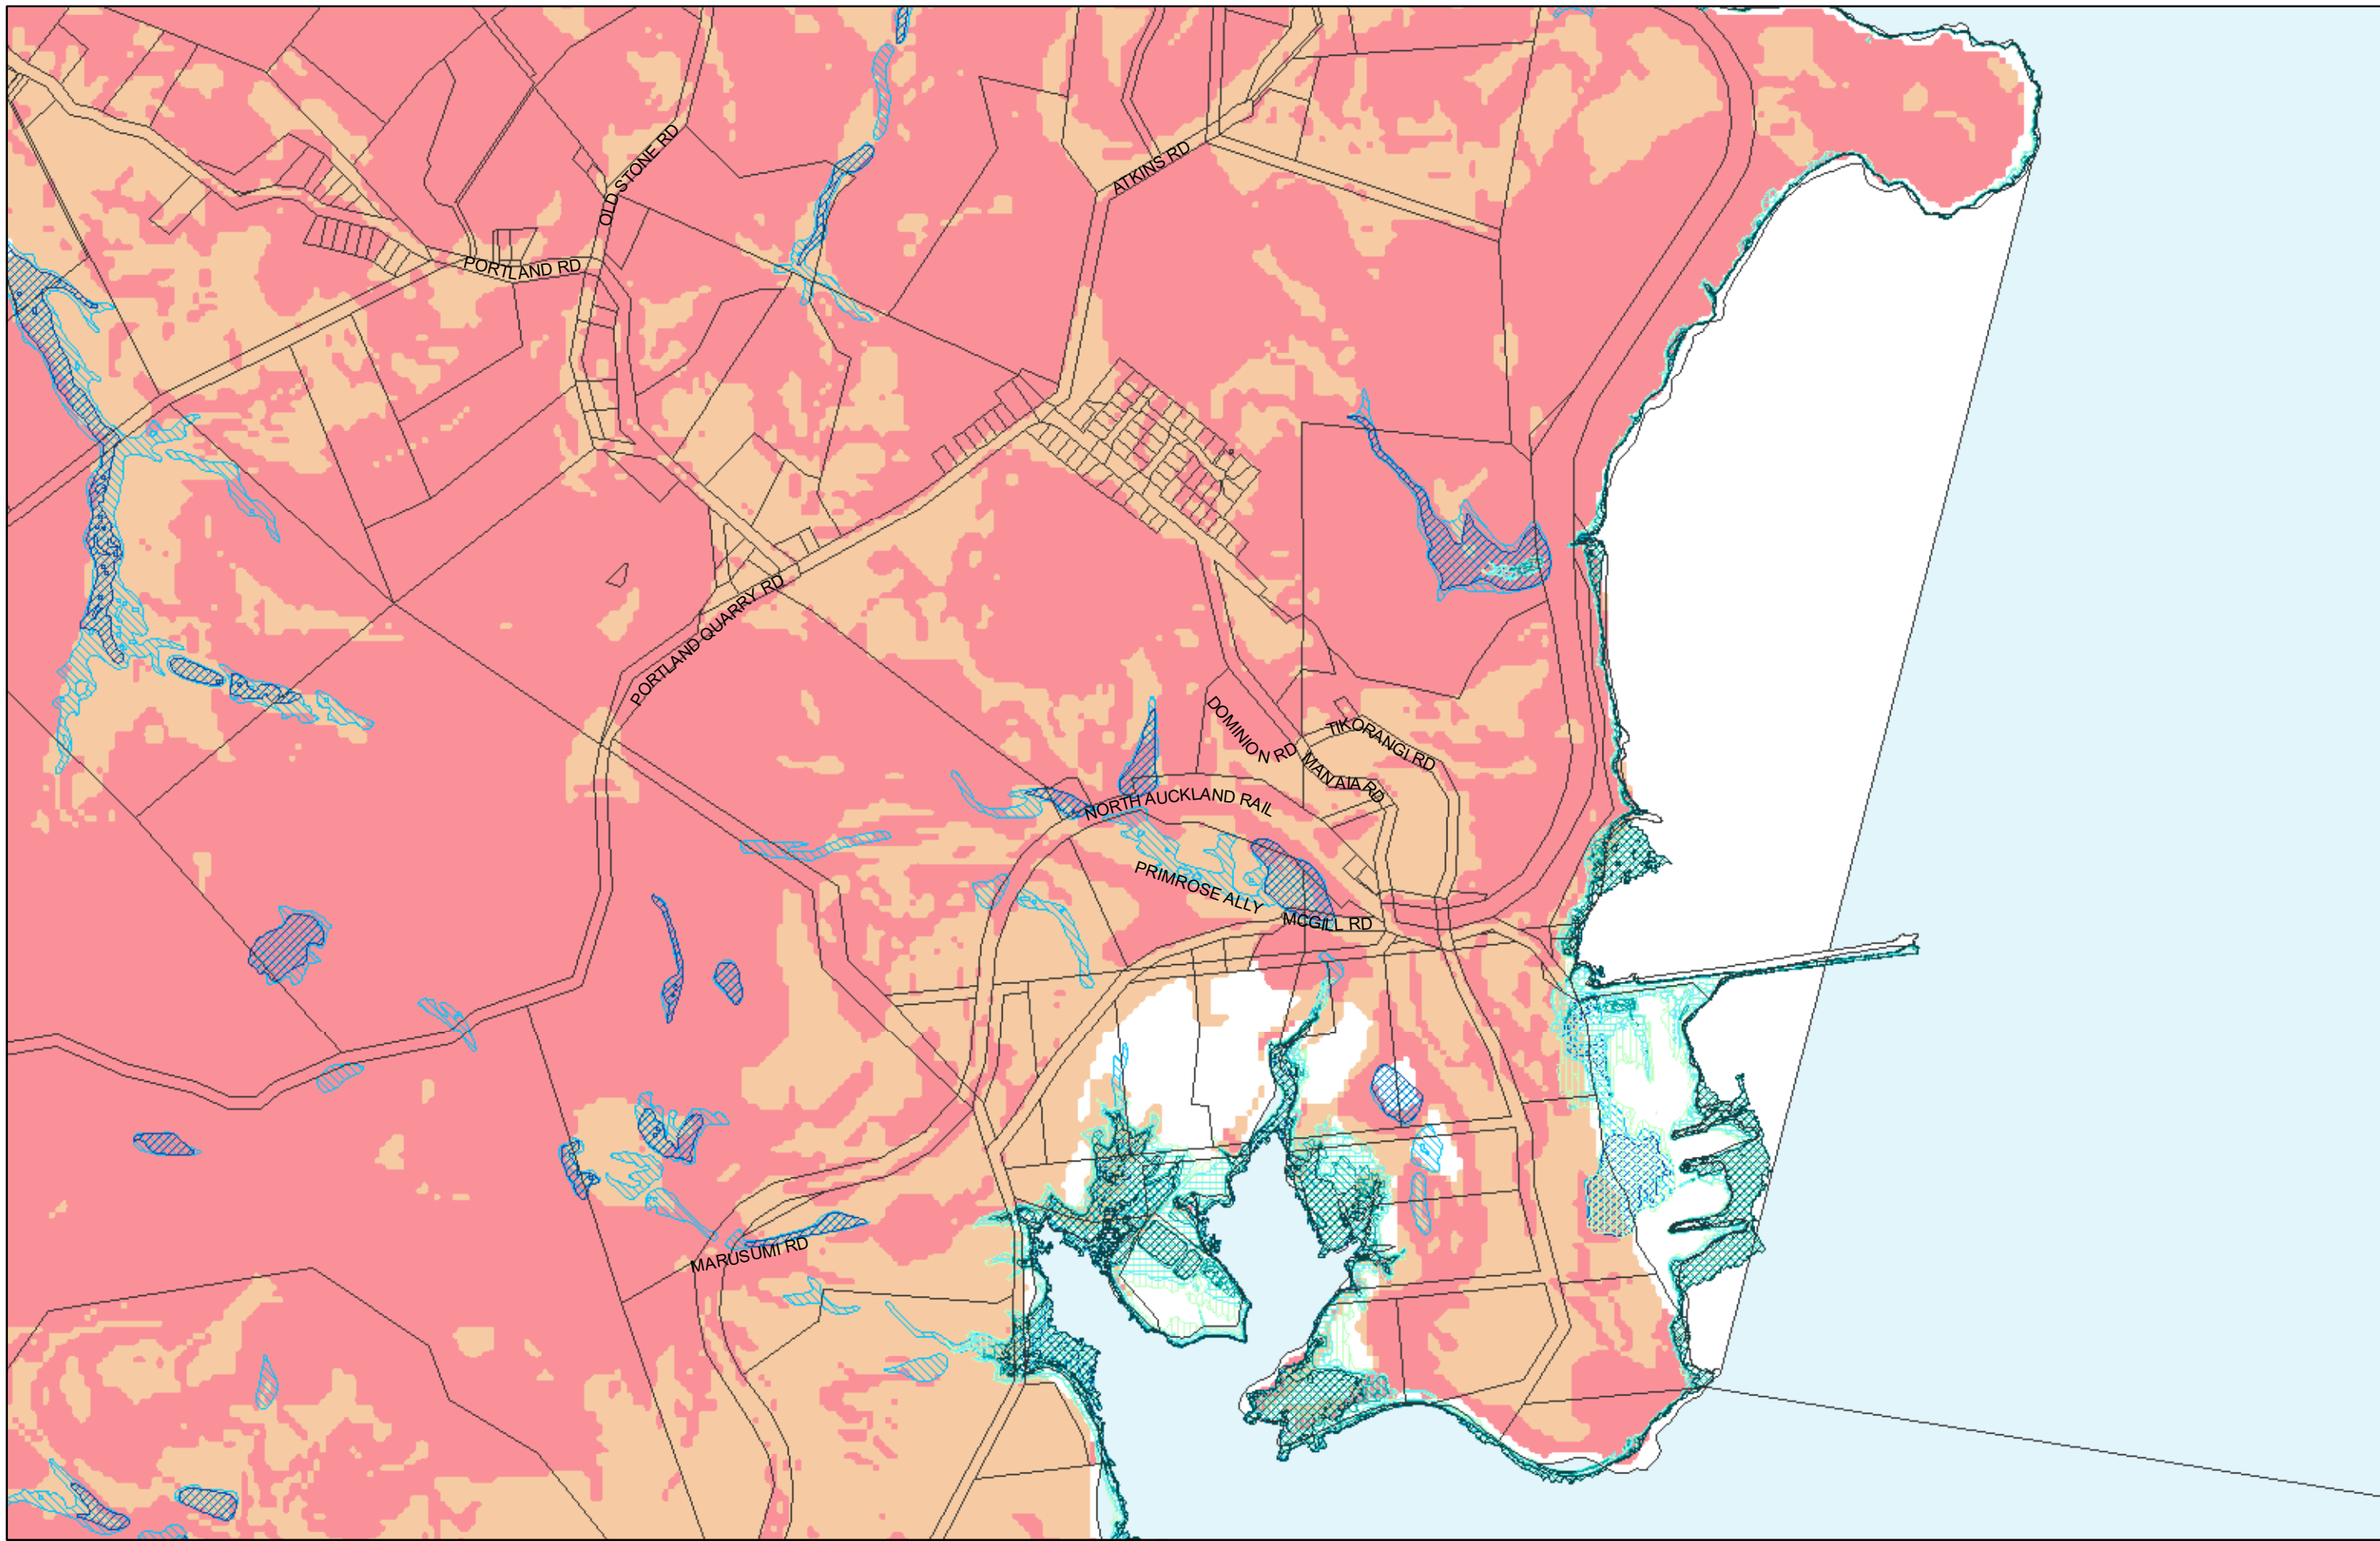 OLD STONE RD
ATKINS RD
PORTLAND RD
PORTLAND QUARRY RD
DOMINION RD
TIKORANGI RD
MANAIA RD
NORTH AUCKLAND RAIL
PRIMROSE ALLY
MCGILL RD
MARUSUMI RD